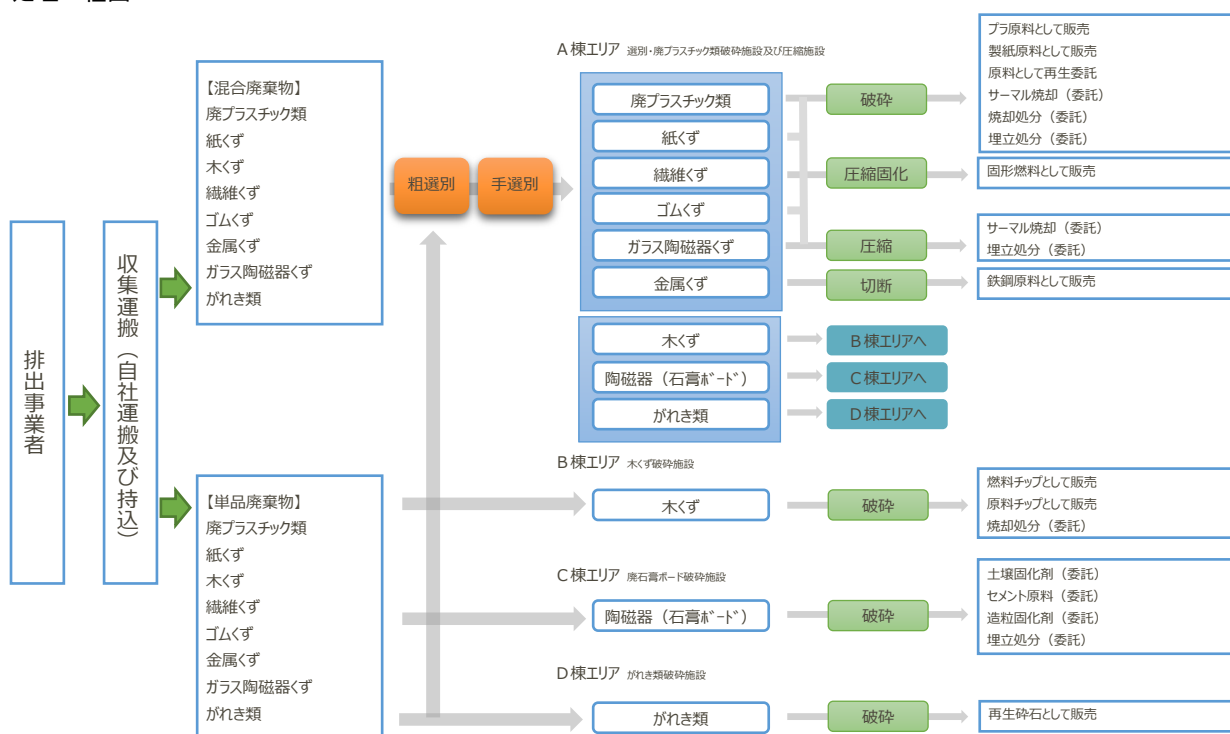 排出事業者
収集運搬（自社運搬及び持込）
【混合廃棄物】
廃プラスチック類
紙くず
木くず
繊維くず
ゴムくず
金属くず
ガラス陶磁器くず
がれき類
【単品廃棄物】
廃プラスチック類
紙くず
木くず
繊維くず
ゴムくず
金属くず
ガラス陶磁器くず
がれき類
粗選別
手選別
A棟エリア 選別・廃プラスチック類破砕施設及び圧縮施設
廃プラスチック類
紙くず
繊維くず
ゴムくず
ガラス陶磁器くず
金属くず
破砕
圧縮固化
圧縮
切断
プラ原料として販売
製紙原料として販売
原料として再生委託
サーマル焼却（委託）
焼却処分（委託）
埋立処分（委託）
固形燃料として販売
サーマル焼却（委託）
埋立処分（委託）
鉄鋼原料として販売
木くず
陶磁器（石膏ﾎﾞｰﾄﾞ）
がれき類
B棟エリアへ
C棟エリアへ
D棟エリアへ
B棟エリア 木くず破砕施設
木くず
破砕
燃料チップとして販売
原料チップとして販売
焼却処分（委託）
C棟エリア 廃石膏ボード破砕施設
陶磁器（石膏ﾎﾞｰﾄﾞ）
破砕
土壌固化剤（委託）
セメント原料（委託）
造粒固化剤（委託）
埋立処分（委託）
D棟エリア がれき類破砕施設
がれき類
破砕
再生砕石として販売